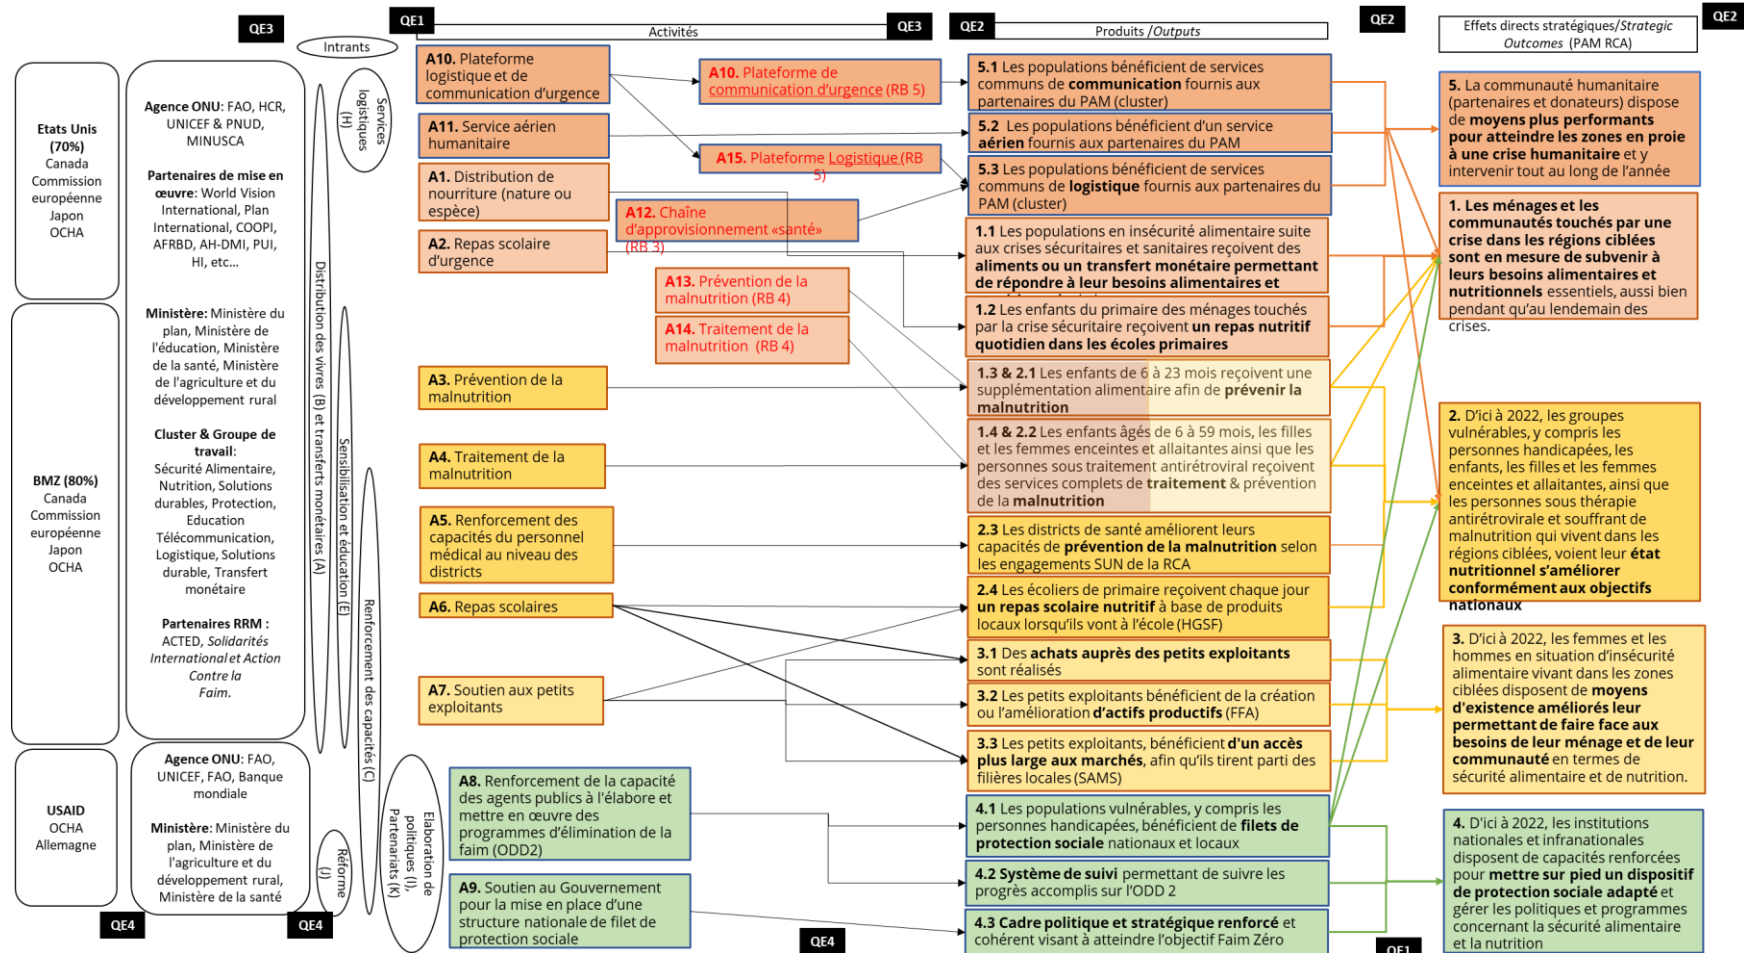 QE3
QE1
QE3
QE2
QE2
QE2
Intrants
Activités
Produits /Outputs
Effets directs stratégiques/Strategic
Outcomes (PAM RCA)
Etats Unis
(70%)
Canada
Commission
européenne
Japon
OCHA
BMZ (80%)
Canada
Commission
européenne
Japon
OCHA
USAID
OCHA
Allemagne
Agence ONU: FAO, HCR,
UNICEF & PNUD,
MINUSCA
Partenaires de mise en
œuvre: World Vision
International, Plan
International, COOPI,
AFRBD, AH-DMI, PUI,
HI, etc...
Ministère: Ministère du
plan, Ministère de
l'éducation, Ministère
de la santé, Ministère
de l'agriculture et du
développement rural
Cluster & Groupe de
travail:
Sécurité Alimentaire,
Nutrition, Solutions
durables, Protection,
Education
Télécommunication,
Logistique, Solutions
durable, Transfert
monétaire
Partenaires RRM :
ACTED, Solidarités
International et Action
Contre la
Faim.
Agence ONU: FAO,
UNICEF, FAO, Banque
mondiale
Ministère: Ministère du
plan, Ministère de
l'agriculture et du
développement rural,
Ministère de la santé
QE4
QE4
Services
logistiques
(H)
Distribution des vivres (B) et transferts monétaires (A)
Sensibilisation et éducation (E)
Renforcement des capacités (C)
Elaboration de
politiques (I),
Partenariats (K)
Réforme
(J)
A10. Plateforme
logistique et de
communication d'urgence
A11. Service aérien
humanitaire
A1. Distribution de
nourriture (nature ou
espèce)
A2. Repas scolaire
d'urgence
A10. Plateforme de
communication d'urgence (RB 5)
A15. Plateforme Logistique (RB
5)
A12. Chaîne
d'approvisionnement «santé»
(RB 3)
A13. Prévention de la
malnutrition (RB 4)
A14. Traitement de la
malnutrition (RB 4)
A3. Prévention de la
malnutrition
A4. Traitement de la
malnutrition
A5. Renforcement des
capacités du personnel
médical au niveau des
districts
A6. Repas scolaires
A7. Soutien aux petits
exploitants
A8. Renforcement de la capacité
des agents publics à l'élabore et
mettre en œuvre des
programmes d'élimination de la
faim (ODD2)
A9. Soutien au Gouvernement
pour la mise en place d'une
structure nationale de filet de
protection sociale
QE4
5.1 Les populations bénéficient de services
communs de communication fournis aux
partenaires du PAM (cluster)
5.2 Les populations bénéficient d'un service
aérien fournis aux partenaires du PAM
5.3 Les populations bénéficient de services
communs de logistique fournis aux partenaires du
PAM (cluster)
1.1 Les populations en insécurité alimentaire suite
aux crises sécuritaires et sanitaires reçoivent des
aliments ou un transfert monétaire permettant
de répondre à leur besoins alimentaires et
1.2 Les enfants du primaire des ménages touchés
par la crise sécuritaire reçoivent un repas nutritif
quotidien dans les écoles primaires
1.3 & 2.1 Les enfants de 6 à 23 mois reçoivent une
supplémentation alimentaire afin de prévenir la
malnutrition
1.4 & 2.2 Les enfants âgés de 6 à 59 mois, les filles
et les femmes enceintes et allaitantes ainsi que les
personnes sous traitement antirétroviral reçoivent
des services complets de traitement & prévention
de la malnutrition
2.3 Les districts de santé améliorent leurs
capacités de prévention de la malnutrition selon
les engagements SUN de la RCA
2.4 Les écoliers de primaire reçoivent chaque jour
un repas scolaire nutritif à base de produits
locaux lorsqu'ils vont à l'école (HGSF)
3.1 Des achats auprès des petits exploitants
sont réalisés
3.2 Les petits exploitants bénéficient de la création
ou l'amélioration d'actifs productifs (FFA)
3.3 Les petits exploitants, bénéficient d'un accès
plus large aux marchés, afin qu'ils tirent parti des
filières locales (SAMS)
4.1 Les populations vulnérables, y compris les
personnes handicapées, bénéficient de filets de
protection sociale nationaux et locaux
4.2 Système de suivi permettant de suivre les
progrès accomplis sur l'ODD 2
4.3 Cadre politique et stratégique renforcé et
cohérent visant à atteindre l'objectif Faim Zéro
5. La communauté humanitaire
(partenaires et donateurs) dispose
de moyens plus performants
pour atteindre les zones en proie
à une crise humanitaire et y
intervenir tout au long de l'année
1. Les ménages et les
communautés touchés par une
crise dans les régions ciblées
sont en mesure de subvenir à
leurs besoins alimentaires et
nutritionnels essentiels, aussi bien
pendant qu'au lendemain des
crises.
2. D'ici à 2022, les groupes
vulnérables, y compris les
personnes handicapées, les
enfants, les filles et les femmes
enceintes et allaitantes, ainsi que
les personnes sous thérapie
antirétrovirale et souffrant de
malnutrition qui vivent dans les
régions ciblées, voient leur état
nutritionnel s'améliorer
conformément aux objectifs
nationaux
3. D'ici à 2022, les femmes et les
hommes en situation d'insécurité
alimentaire vivant dans les zones
ciblées disposent de moyens
d'existence améliorés leur
permettant de faire face aux
besoins de leur ménage et de leur
communauté en termes de
sécurité alimentaire et de nutrition.
4. D'ici à 2022, les institutions
nationales et infranationales
disposent de capacités renforcées
pour mettre sur pied un dispositif
de protection sociale adapté et
gérer les politiques et programmes
concernant la sécurité alimentaire
et la nutrition
QE1